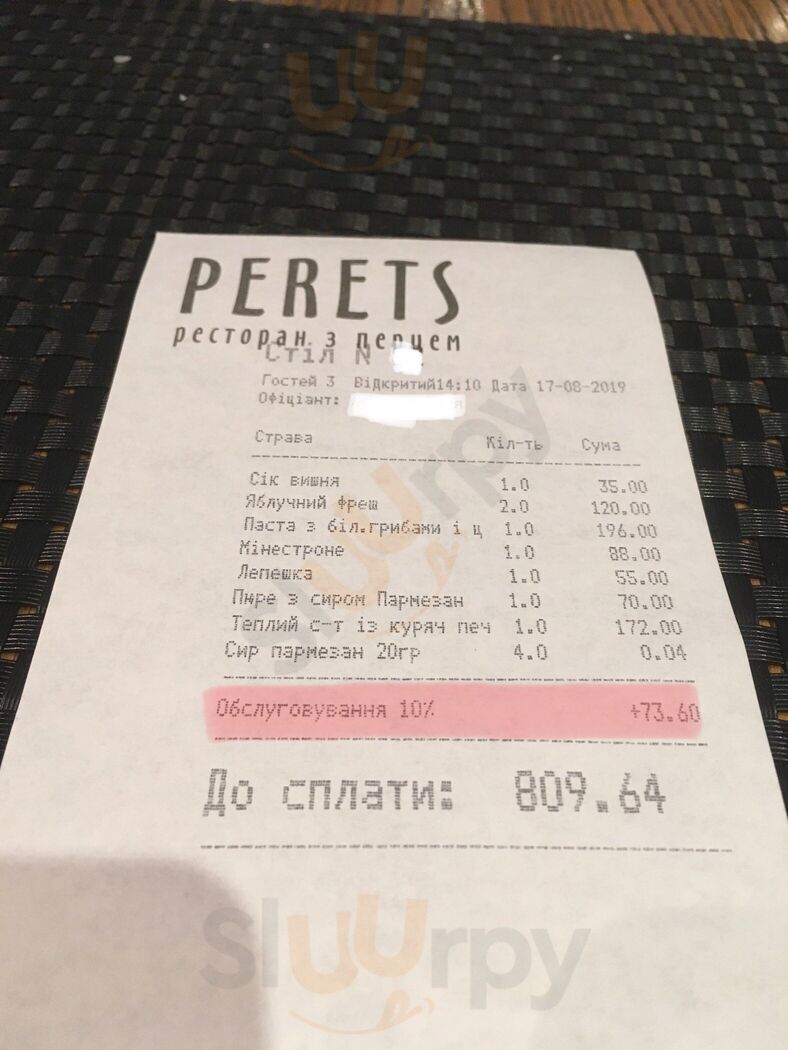 PERETS
ресторан з перцем
Стіл N
Гостей 3 Відкритий14:10 Дата 17-08-2019
Офіціант:
Страва Кіл-ть Сума
Сік вишня 1.0 35.00
Яблучний фреш 2.0 120.00
Паста з біл.грибами і ц 1.0 196.00
Мінестроне 1.0 88.00
Лепешка 1.0 55.00
Пюре з сиром Пармезан 1.0 70.00
Теплий с-т із куряч печ 1.0 172.00
Сир пармезан 20гр 4.0 0.04
Обслуговування 10% +73.60
До сплати: 809.64
Sluurpy